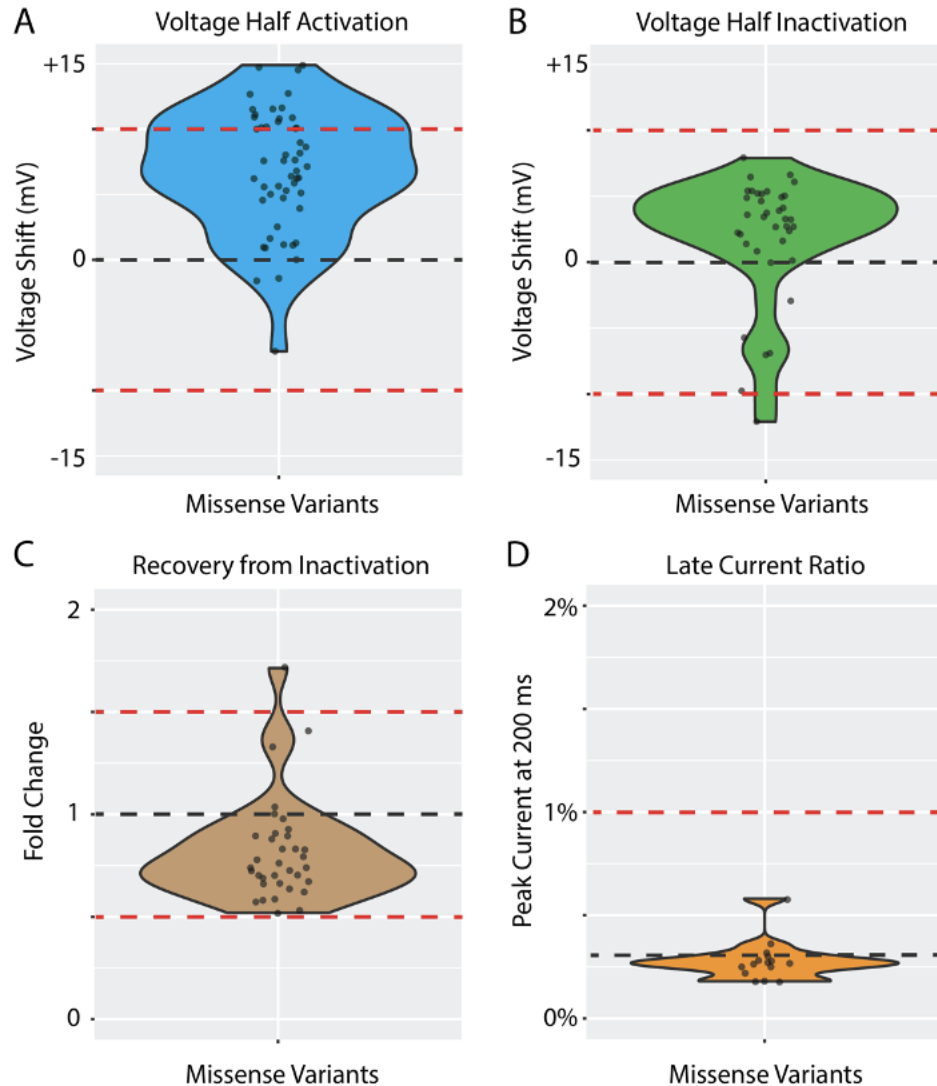 A
Voltage Half Activation
+15
0
-15
Voltage Shift (mV)
Missense Variants
B
Voltage Half Inactivation
+15
0
-15
Voltage Shift (mV)
Missense Variants
C
Recovery from Inactivation
2
1
0
Fold Change
Missense Variants
D
Late Current Ratio
2%
1%
0%
Peak Current at 200 ms
Missense Variants